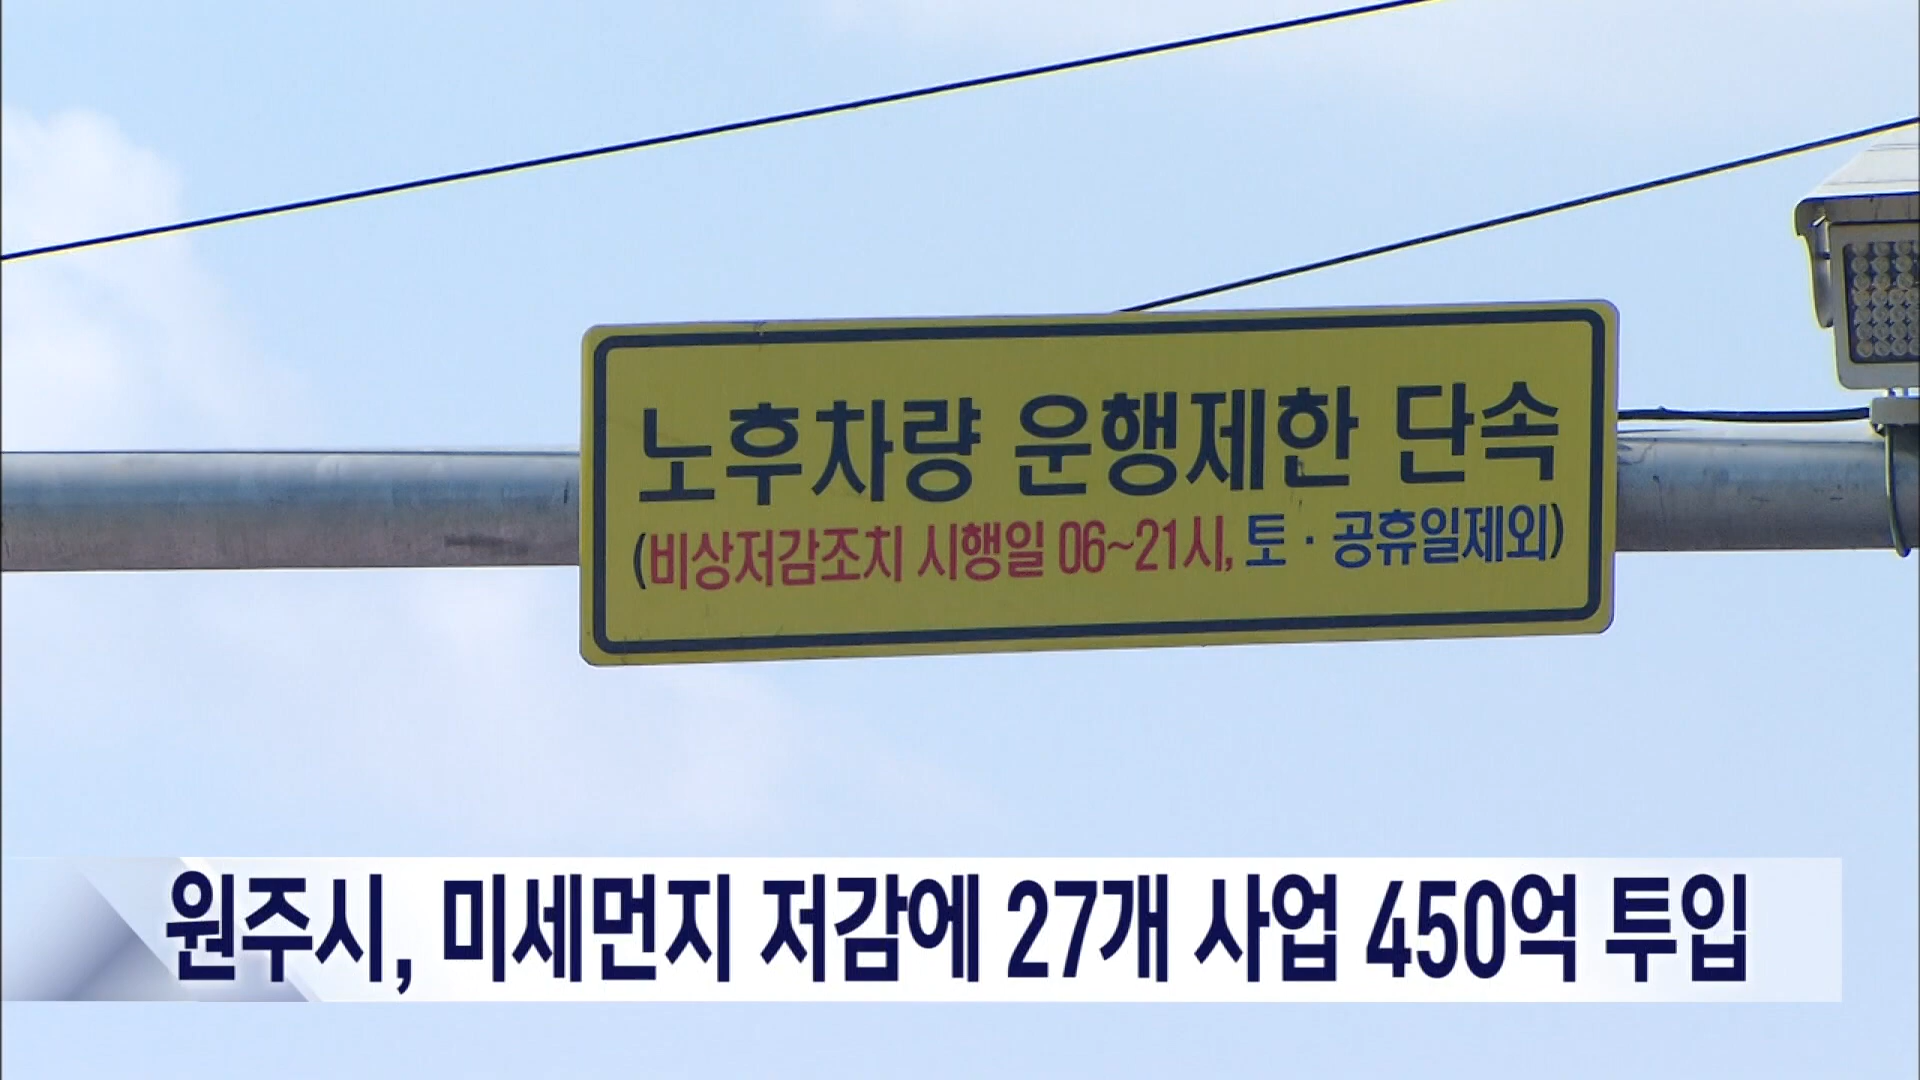 노후차량 운행제한 단속
(비상저감조치 시행일 06~21시, 토·공휴일제외)
원주시, 미세먼지 저감에 27개 사업 450억 투입